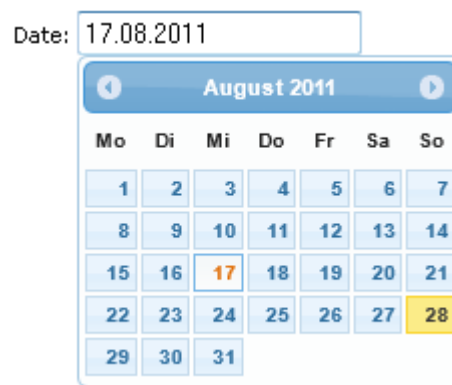 Date: 17.08.2011
August 2011
Mo Di Mi Do Fr Sa So
1 2 3 4 5 6 7
8 9 10 11 12 13 14
15 16 17 18 19 20 21
22 23 24 25 26 27 28
29 30 31